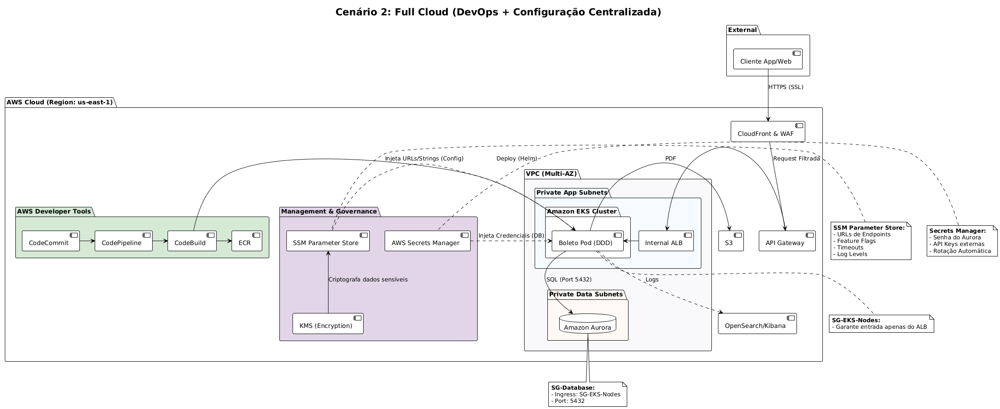 Cenário 2: Full Cloud (DevOps + Configuração Centralizada)
External
Cliente App/Web
HTTPS (SSL)
AWS Cloud (Region: us-east-1)
CloudFront & WAF
Injeta URLs/Strings (Config)
Deploy (Helm)
PDF
Request Filtrada
VPC (Multi-AZ)
Private App Subnets
AWS Developer Tools
Management & Governance
Amazon EKS Cluster
CodeCommit
CodePipeline
CodeBuild
ECR
SSM Parameter Store
AWS Secrets Manager
Injeta Credenciais (DB)
Boleto Pod (DDD)
Internal ALB
S3
API Gateway
SSM Parameter Store:
- URLs de Endpoints
- Feature Flags
- Timeouts
- Log Levels
Secrets Manager:
- Senha do Aurora
- API Keys externas
- Rotação Automática
Criptografa dados sensíveis
SQL (Port 5432)
Logs
Private Data Subnets
KMS (Encryption)
Amazon Aurora
OpenSearch/Kibana
SG-EKS-Nodes:
- Garante entrada apenas do ALB
SG-Database:
- Ingress: SG-EKS-Nodes
- Port: 5432